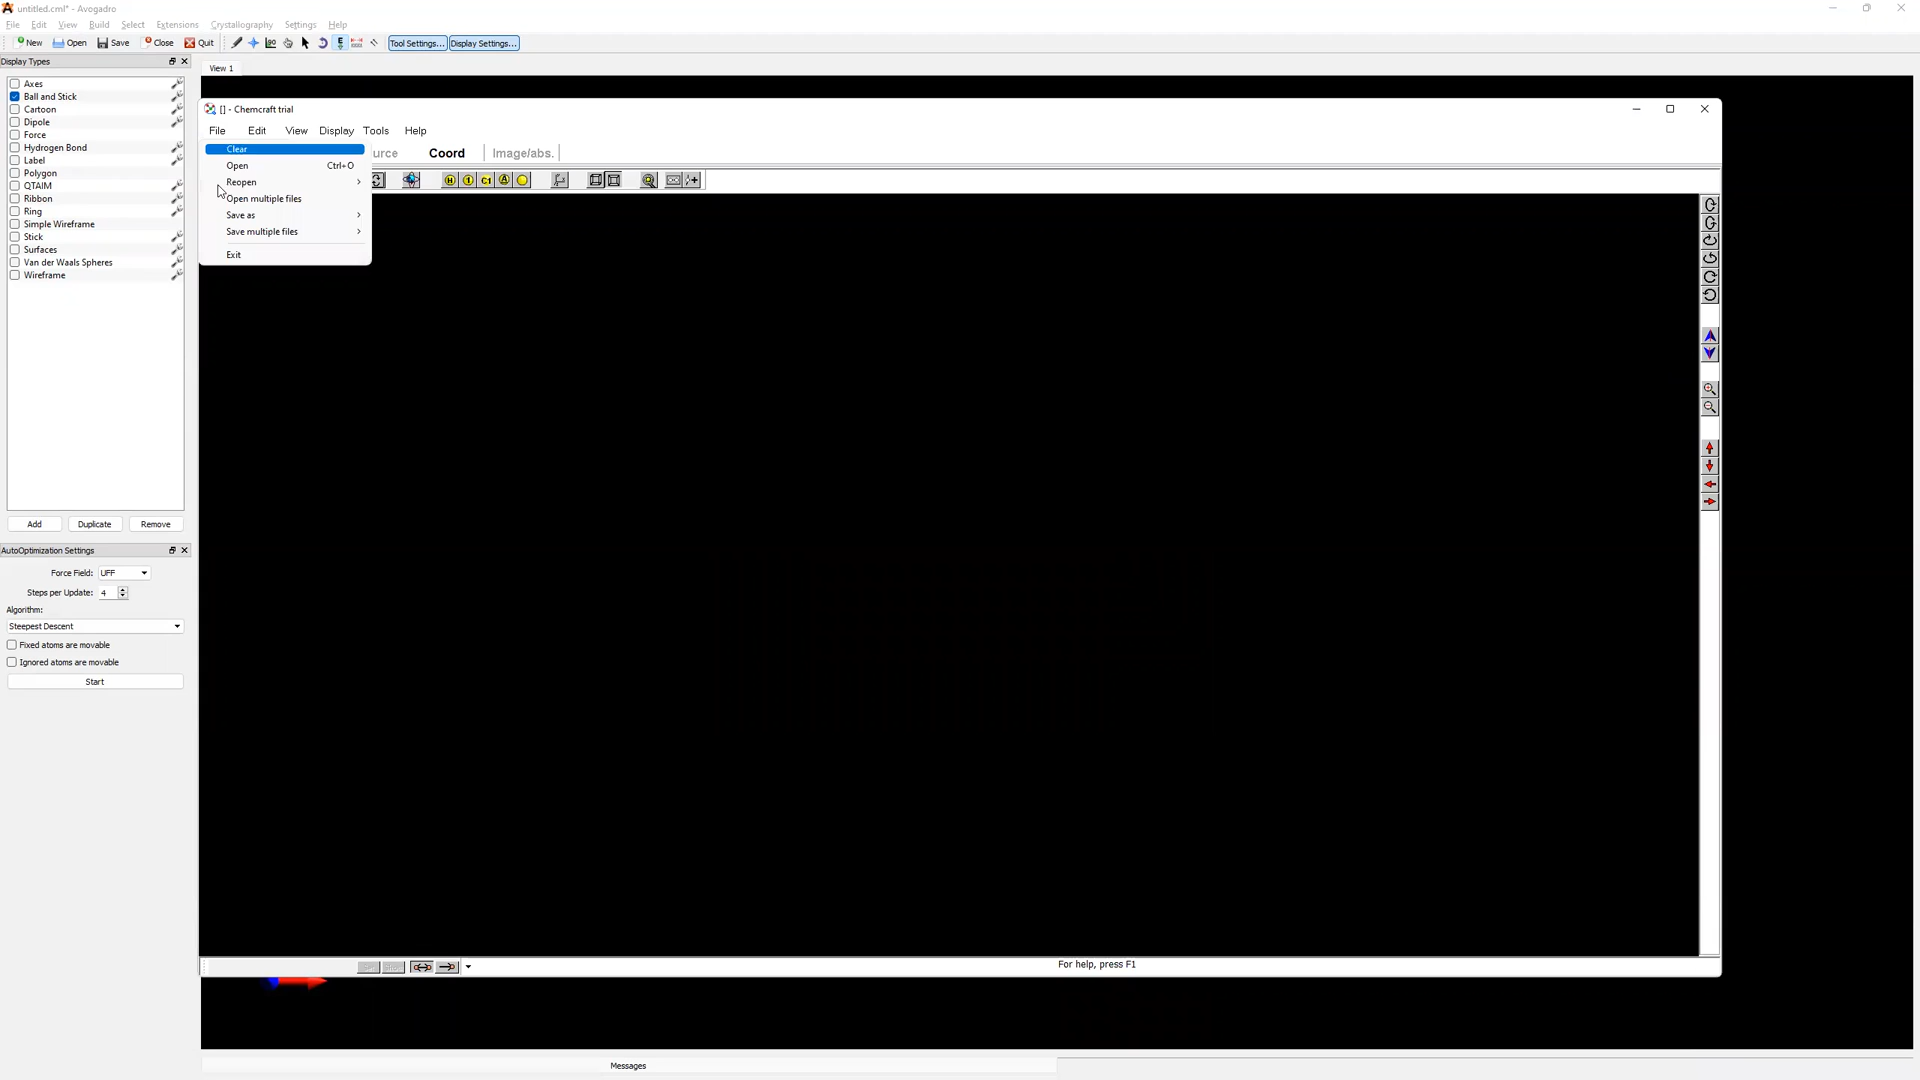 untitled.cml* - Avogadro
File Edit View Build Select Extensions Crystallography Settings Help
New Open Save Close Quit E Tool Settings... Display Settings...
Display Types
View 1
Axes
Ball and Stick
Cartoon
Dipole
Force
Hydrogen Bond
Label
Polygon
QTAIM
Ribbon
Ring
Simple Wireframe
Stick
Surfaces
Van der Waals Spheres
Wireframe
Add Duplicate Remove
AutoOptimization Settings
Force Field: UFF
Steps per Update: 4
Algorithm:
Steepest Descent
Fixed atoms are movable
Ignored atoms are movable
Start
[] - Chemcraft trial
File Edit View Display Tools Help
urce Coord Image/abs.
H 1 C1 A
Clear
Open Ctrl+O
Reopen
Open multiple files
Save as
Save multiple files
Exit
For help, press F1
Messages